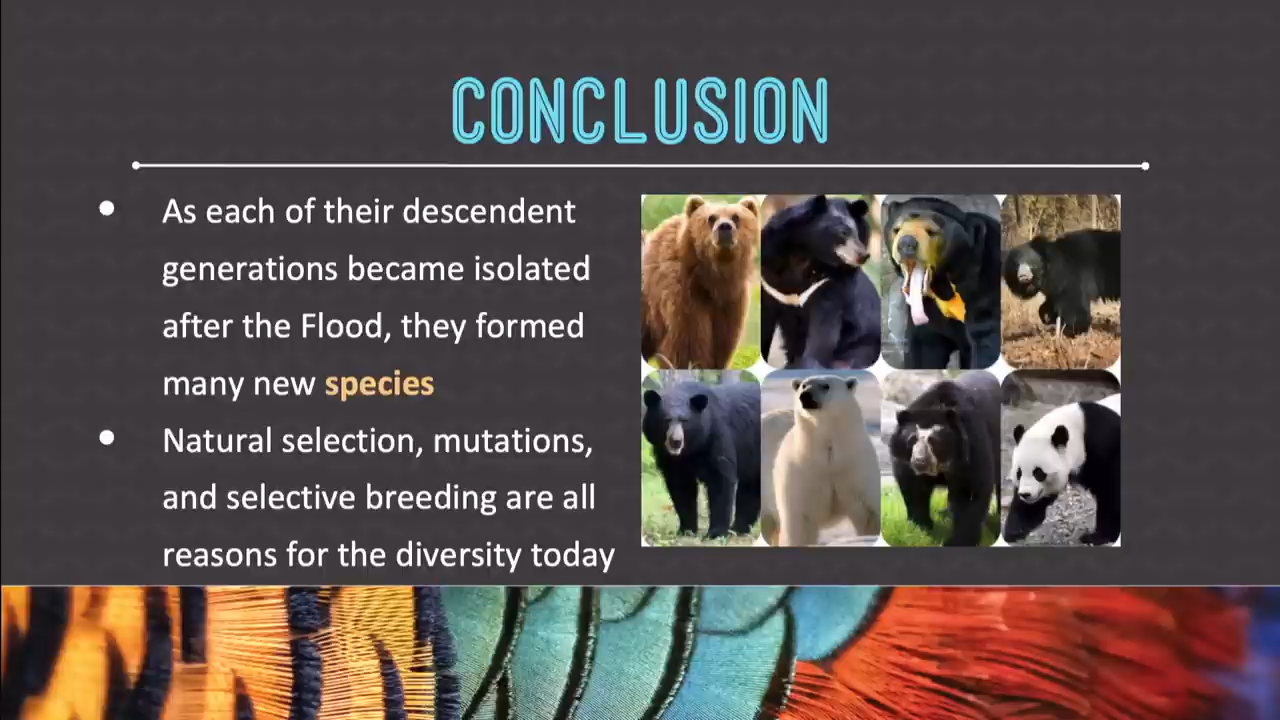 CONCLUSION
• As each of their descendent
generations became isolated
after the Flood, they formed
many new species
• Natural selection, mutations,
and selective breeding are all
reasons for the diversity today